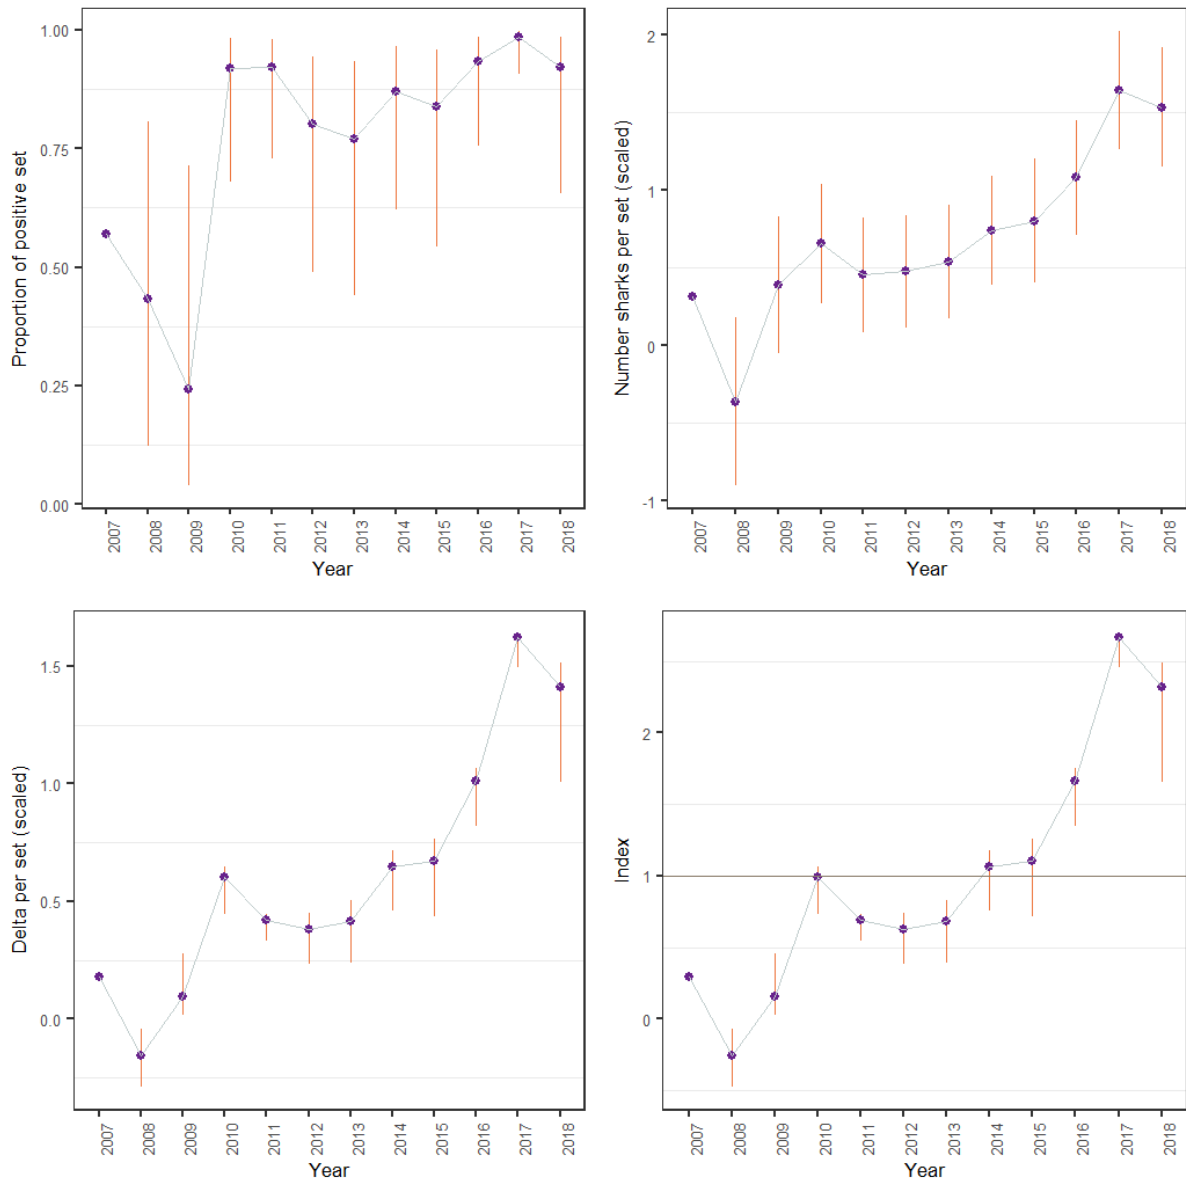 Proportion of positive set
1.00
0.75
0.50
0.25
0.00
2007 2008 2009 2010 2011 2012 2013 2014 2015 2016 2017 2018
Year
Number sharks per set (scaled)
2
1
0
-1
2007 2008 2009 2010 2011 2012 2013 2014 2015 2016 2017 2018
Year
Delta per set (scaled)
1.5
1.0
0.5
0.0
2007 2008 2009 2010 2011 2012 2013 2014 2015 2016 2017 2018
Year
Index
2
1
0
2007 2008 2009 2010 2011 2012 2013 2014 2015 2016 2017 2018
Year